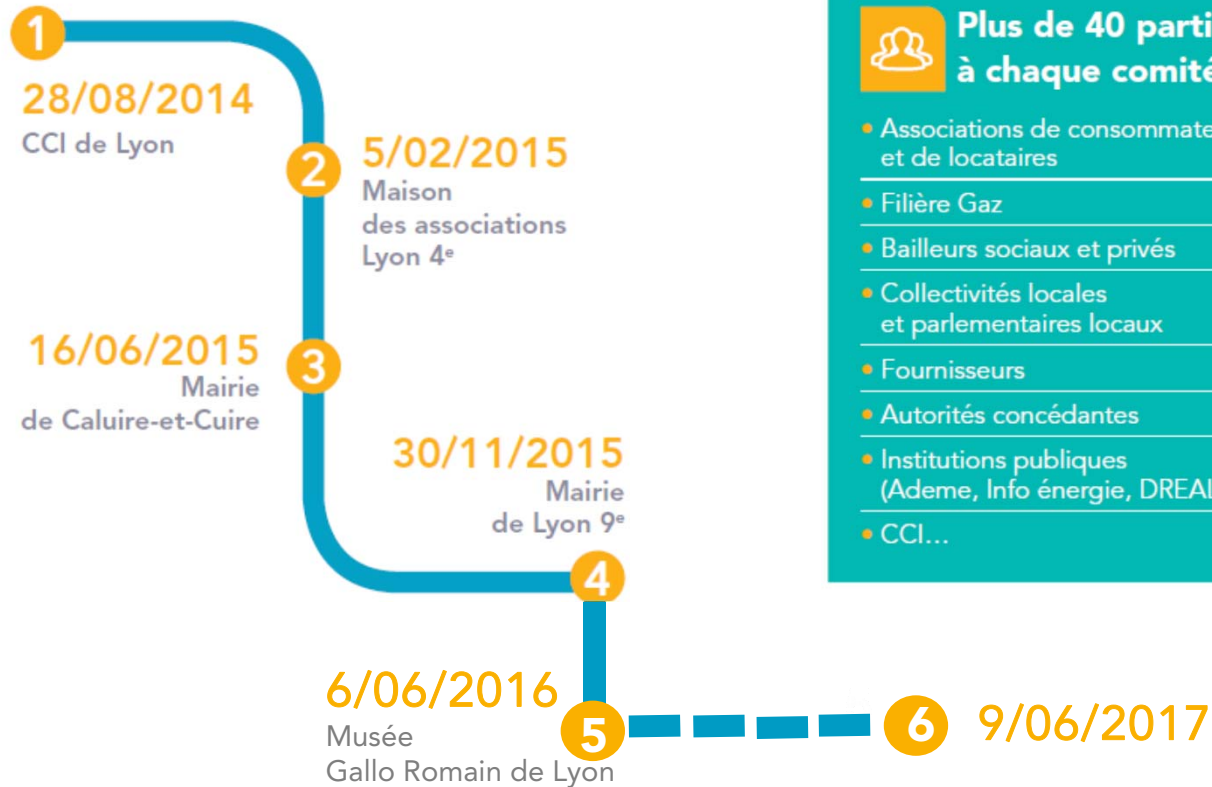 1
28/08/2014
CCI de Lyon
2
5/02/2015
Maison
des associations
Lyon 4e
16/06/2015
3
Mairie
de Caluire-et-Cuire
30/11/2015
Mairie
de Lyon 9e
4
6/06/2016
Musée
Gallo Romain de Lyon
5
6
9/06/2017
Plus de 40
à chaque
• Associations de
et de locataires
• Filière Gaz
• Bailleurs sociaux et privés
• Collectivités locales
et parlementaires locaux
• Fournisseurs
• Autorités concédantes
• Institutions publiques
(Ademe, Info énergie, DREAL
• CCI...